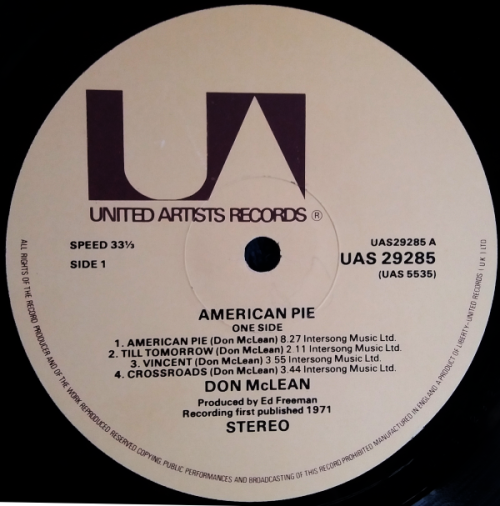 UA
UNITED ARTISTS RECORDS ®
SPEED 33⅓
SIDE 1
UAS29285 A
UAS 29285
(UAS 5535)
AMERICAN PIE
ONE SIDE
1. AMERICAN PIE (Don McLean) 8.27 Intersong Music Ltd.
2. TILL TOMORROW (Don McLean) 2 11 Intersong Music Ltd.
3. VINCENT (Don McLean) 3 55 Intersong Music Ltd.
4. CROSSROADS (Don McLean) 3.44 Intersong Music Ltd.
DON McLEAN
Produced by Ed Freeman
Recording first published 1971
STEREO
ALL RIGHTS OF THE RECORD PRODUCER AND OF THE WORK REPRODUCED RESERVED COPYING, PUBLIC PERFORMANCES AND BROADCASTING OF THIS RECORD PROHIBITED MANUFACTURED IN ENGLAND. A PRODUCT OF LIBERTY-UNITED RECORDS (UK) LTD